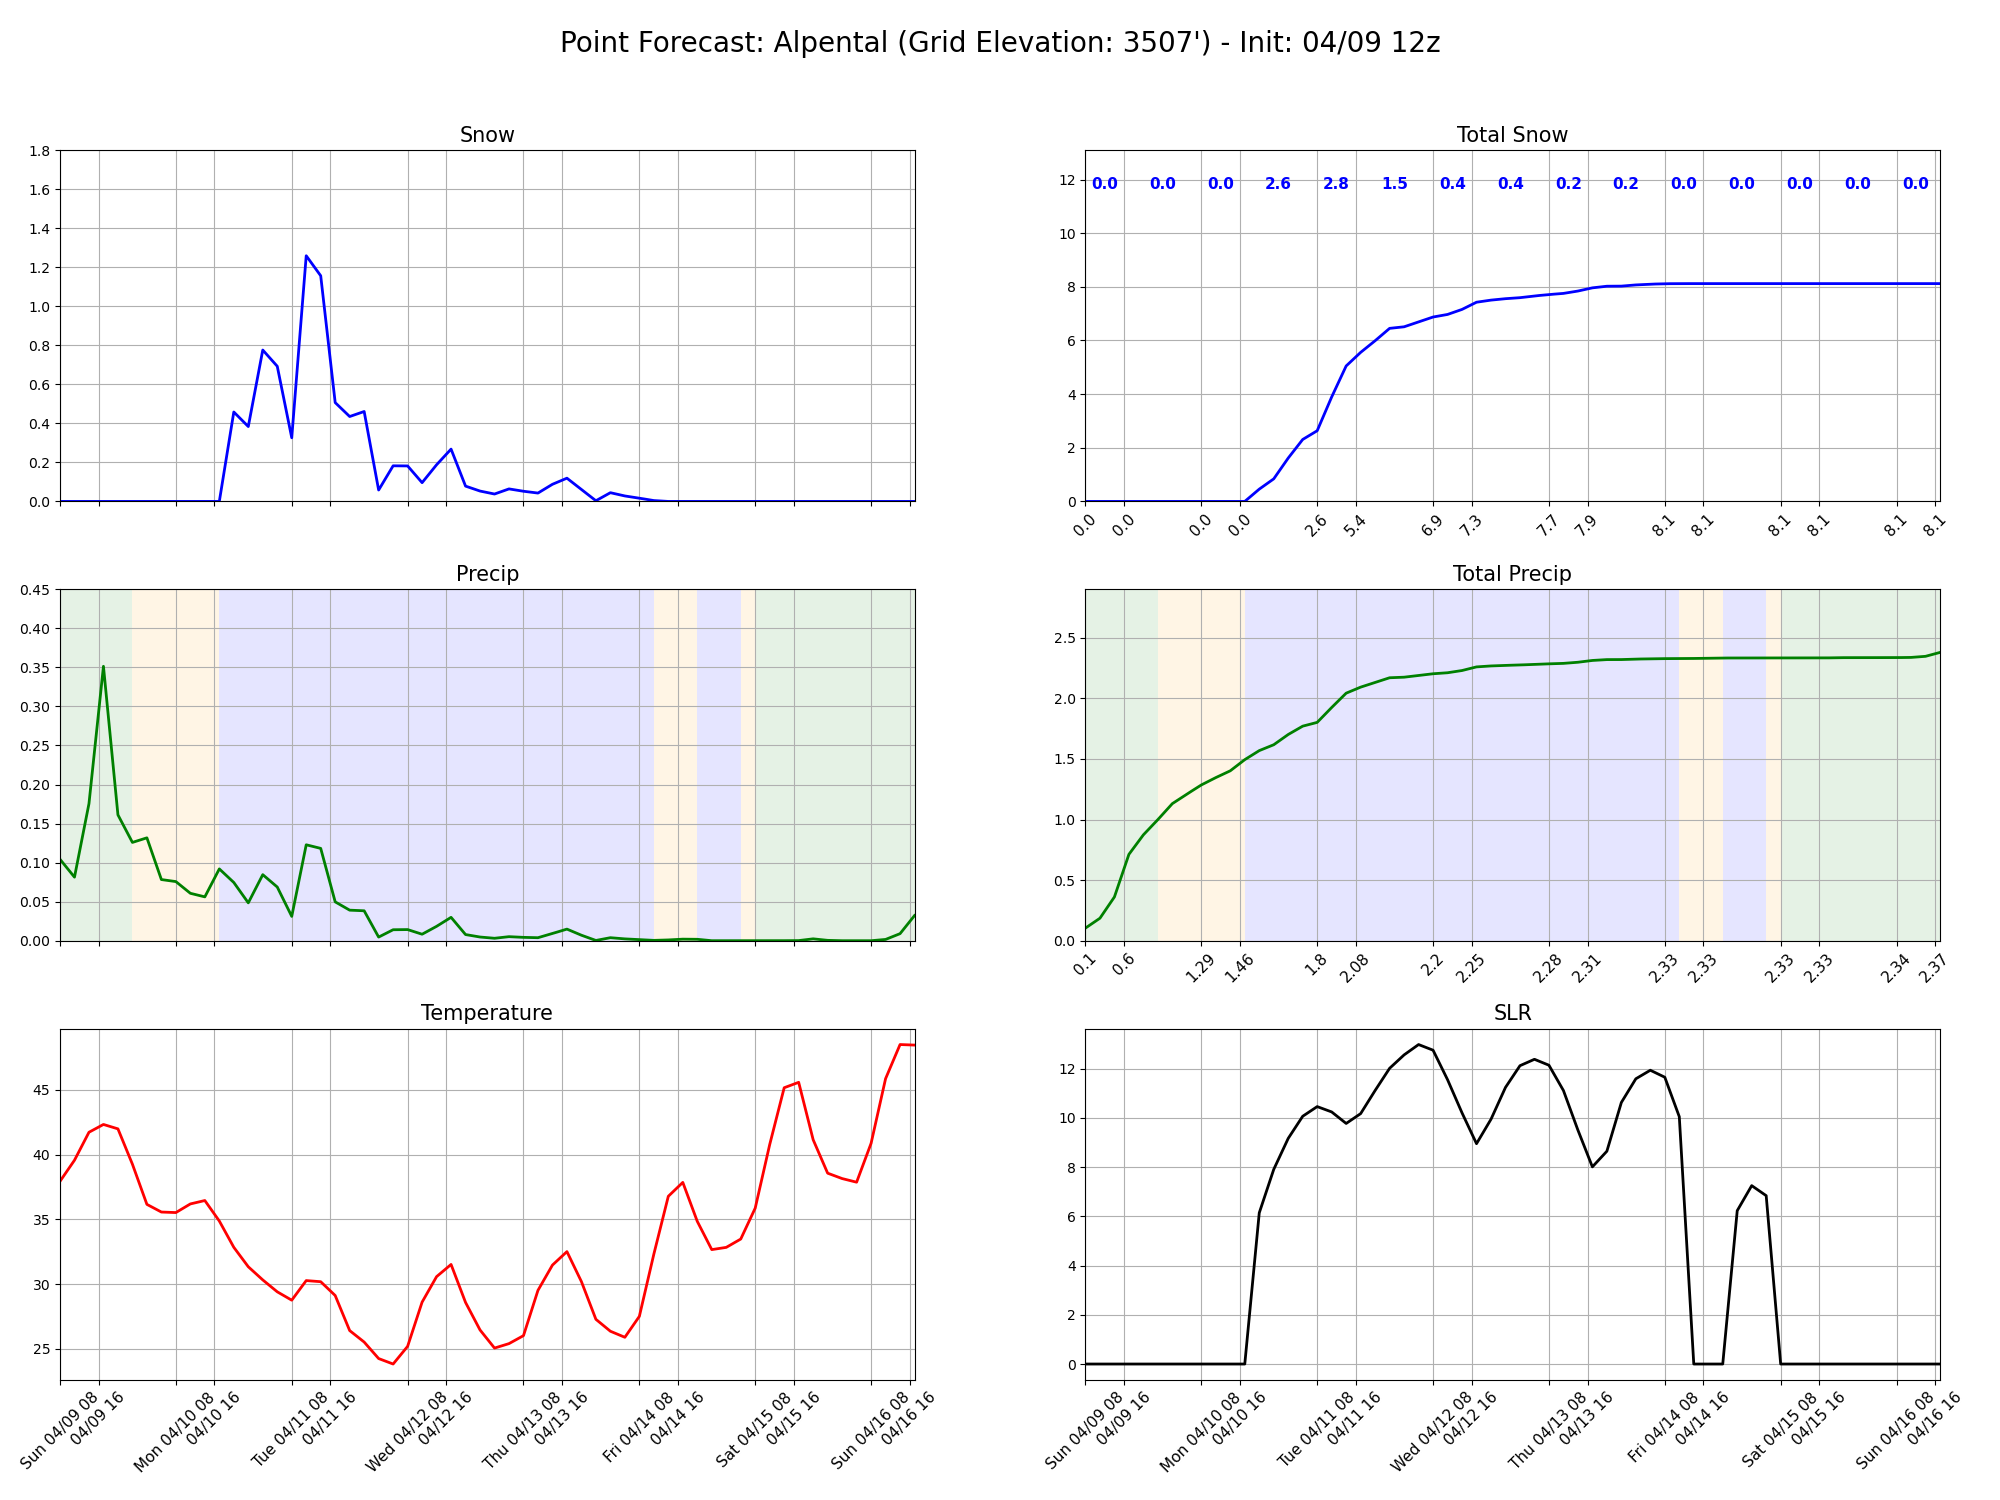 Point Forecast: Alpental (Grid Elevation: 3507') - Init: 04/09 12z
Snow
1.8
1.6
1.4
1.2
1.0
0.8
0.6
0.4
0.2
0.0
Total Snow
0.0 0.0 0.0 2.6 2.8 1.5 0.4 0.4 0.2 0.2 0.0 0.0 0.0 0.0 0.0
12
10
8
6
4
2
0
0.0 0.0 0.0 0.0 2.6 5.4 6.9 7.3 7.7 7.9 8.1 8.1 8.1 8.1 8.1 8.1
Precip
0.45
0.40
0.35
0.30
0.25
0.20
0.15
0.10
0.05
0.00
Total Precip
2.5
2.0
1.5
1.0
0.5
0.0
0.1 0.6 1.29 1.46 1.8 2.08 2.2 2.25 2.28 2.31 2.33 2.33 2.33 2.33 2.34 2.37
Temperature
45
40
35
30
25
Sun 04/09 08
04/09 16
Mon 04/10 08
04/10 16
Tue 04/11 08
04/11 16
Wed 04/12 08
04/12 16
Thu 04/13 08
04/13 16
Fri 04/14 08
04/14 16
Sat 04/15 08
04/15 16
Sun 04/16 08
04/16 16
SLR
12
10
8
6
4
2
0
Sun 04/09 08
04/09 16
Mon 04/10 08
04/10 16
Tue 04/11 08
04/11 16
Wed 04/12 08
04/12 16
Thu 04/13 08
04/13 16
Fri 04/14 08
04/14 16
Sat 04/15 08
04/15 16
Sun 04/16 08
04/16 16